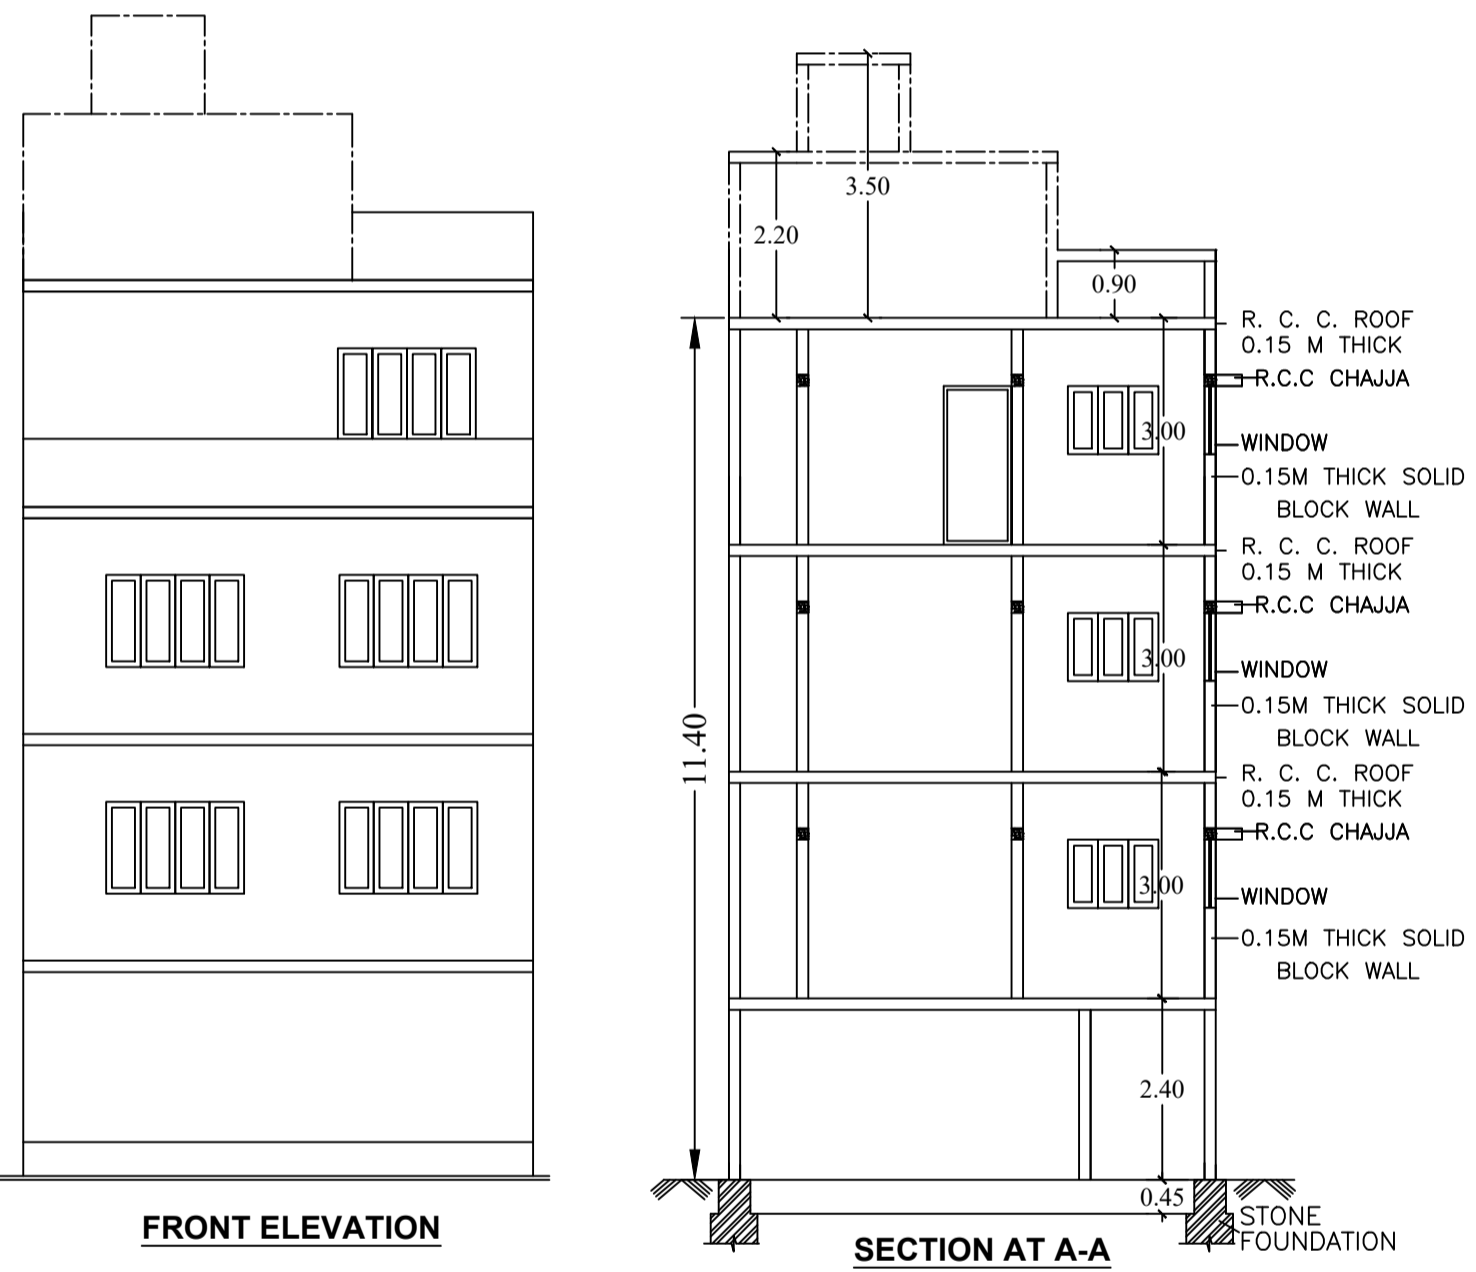 3.50
2.20
0.90
R. C. C. ROOF
0.15 M THICK
R.C.C CHAJJA
3.00
WINDOW
0.15M THICK SOLID
BLOCK WALL
R. C. C. ROOF
0.15 M THICK
R.C.C CHAJJA
3.00
WINDOW
0.15M THICK SOLID
BLOCK WALL
11.40
R. C. C. ROOF
0.15 M THICK
R.C.C CHAJJA
3.00
WINDOW
0.15M THICK SOLID
BLOCK WALL
2.40
0.45
STONE
FOUNDATION
FRONT ELEVATION
SECTION AT A-A